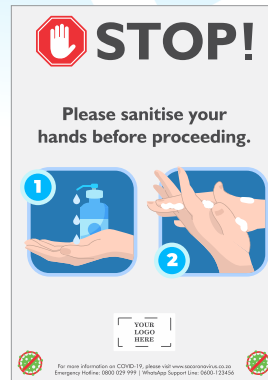 STOP!
Please sanitise your
hands before proceeding.
1
2
YOUR
LOGO
HERE
For more information on COVID-19, please visit www.sacoronavirus.co.za
Emergency Hotline: 0800 029 999 | WhatsApp Support Line: 0600-123456